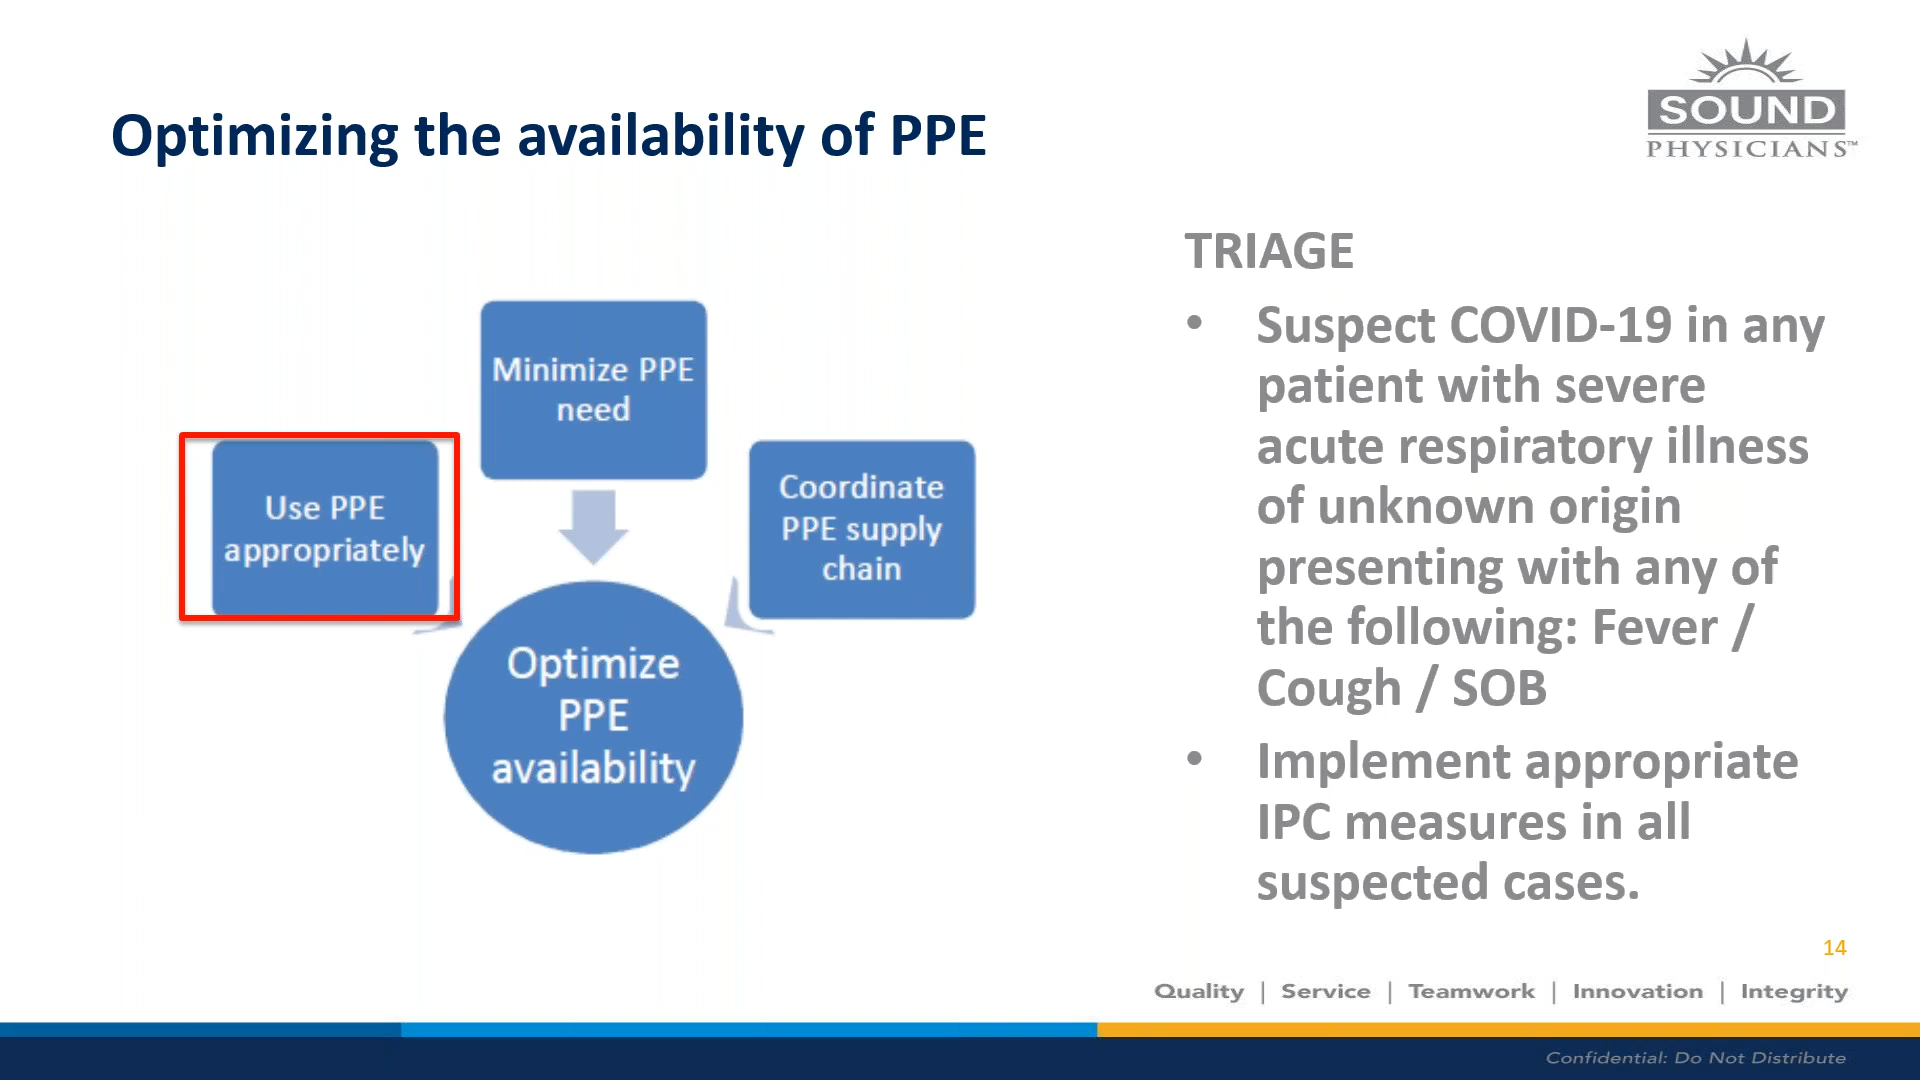 Optimizing the availability of PPE
SOUND
PHYSICIANS™
Minimize PPE
need
Use PPE
appropriately
Coordinate
PPE supply
chain
Optimize
PPE
availability
TRIAGE
• Suspect COVID-19 in any
patient with severe
acute respiratory illness
of unknown origin
presenting with any of
the following: Fever /
Cough / SOB
• Implement appropriate
IPC measures in all
suspected cases.
14
Quality | Service | Teamwork | Innovation | Integrity
Confidential: Do Not Distribute